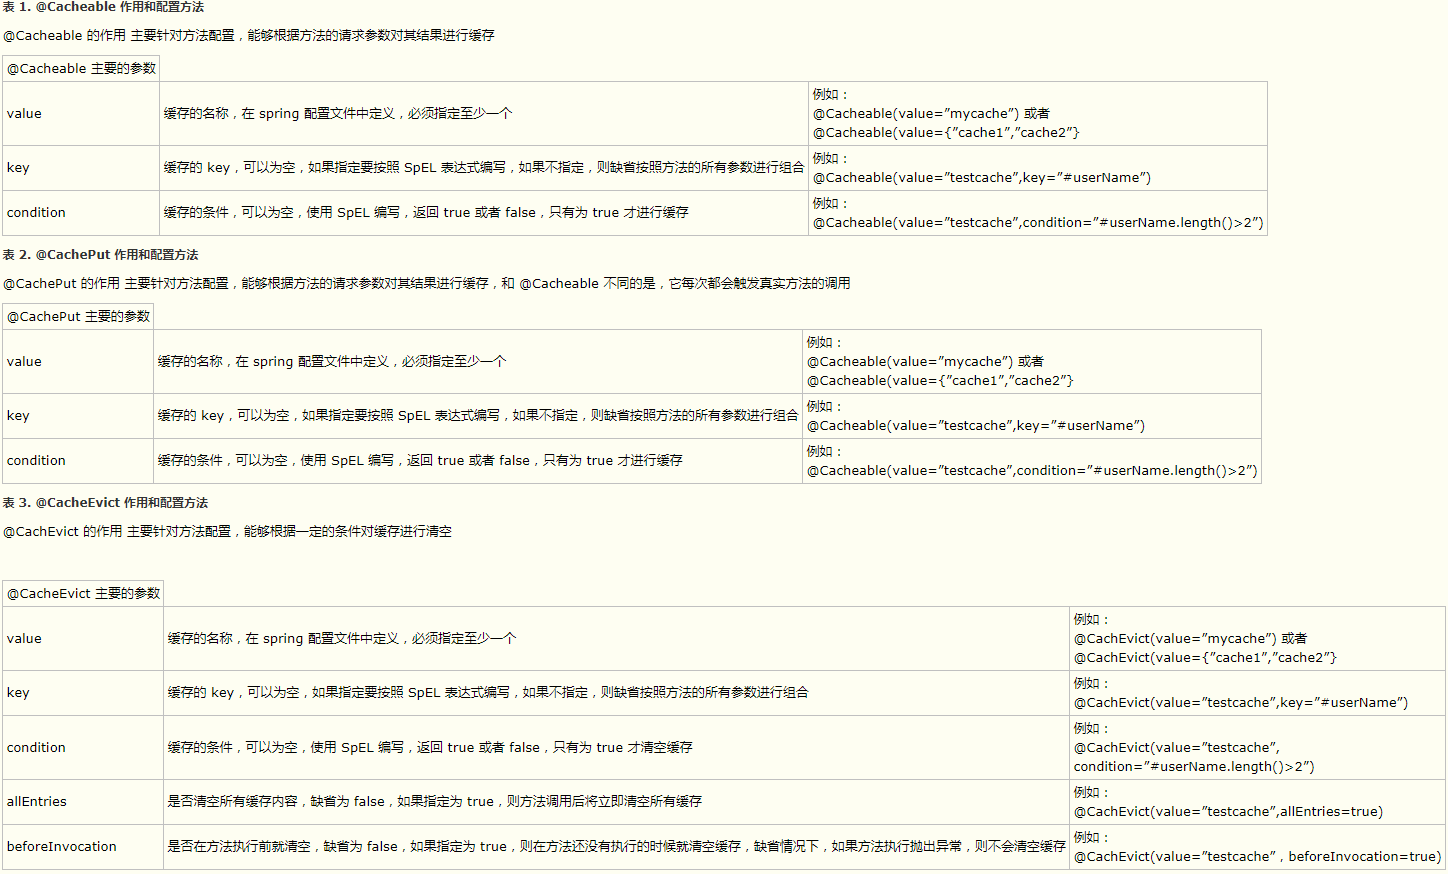 表 1. @Cacheable 作用和配置方法
@Cacheable 的作用 主要针对方法配置，能够根据方法的请求参数对其结果进行缓存
@Cacheable 主要的参数
value
缓存的名称，在 spring 配置文件中定义，必须指定至少一个
例如：
@Cacheable(value=”mycache”) 或者
@Cacheable(value={”cache1”,”cache2”}
key
缓存的 key，可以为空，如果指定要按照 SpEL 表达式编写，如果不指定，则缺省按照方法的所有参数进行组合
例如：
@Cacheable(value=”testcache”,key=”#userName”)
condition
缓存的条件，可以为空，使用 SpEL 编写，返回 true 或者 false，只有为 true 才进行缓存
例如：
@Cacheable(value=”testcache”,condition=”#userName.length()>2”)
表 2. @CachePut 作用和配置方法
@CachePut 的作用 主要针对方法配置，能够根据方法的请求参数对其结果进行缓存，和 @Cacheable 不同的是，它每次都会触发真实方法的调用
@CachePut 主要的参数
value
缓存的名称，在 spring 配置文件中定义，必须指定至少一个
例如：
@Cacheable(value=”mycache”) 或者
@Cacheable(value={”cache1”,”cache2”}
key
缓存的 key，可以为空，如果指定要按照 SpEL 表达式编写，如果不指定，则缺省按照方法的所有参数进行组合
例如：
@Cacheable(value=”testcache”,key=”#userName”)
condition
缓存的条件，可以为空，使用 SpEL 编写，返回 true 或者 false，只有为 true 才进行缓存
例如：
@Cacheable(value=”testcache”,condition=”#userName.length()>2”)
表 3. @CacheEvict 作用和配置方法
@CachEvict 的作用 主要针对方法配置，能够根据一定的条件对缓存进行清空
@CacheEvict 主要的参数
value
缓存的名称，在 spring 配置文件中定义，必须指定至少一个
例如：
@CachEvict(value=”mycache”) 或者
@CachEvict(value={”cache1”,”cache2”}
key
缓存的 key，可以为空，如果指定要按照 SpEL 表达式编写，如果不指定，则缺省按照方法的所有参数进行组合
例如：
@CachEvict(value=”testcache”,key=”#userName”)
condition
缓存的条件，可以为空，使用 SpEL 编写，返回 true 或者 false，只有为 true 才清空缓存
例如：
@CachEvict(value=”testcache”,
condition=”#userName.length()>2”)
allEntries
是否清空所有缓存内容，缺省为 false，如果指定为 true，则方法调用后将立即清空所有缓存
例如：
@CachEvict(value=”testcache”,allEntries=true)
beforeInvocation
是否在方法执行前就清空，缺省为 false，如果指定为 true，则在方法还没有执行的时候就清空缓存，缺省情况下，如果方法执行抛出异常，则不会清空缓存
例如：
@CachEvict(value=”testcache”，beforeInvocation=true)